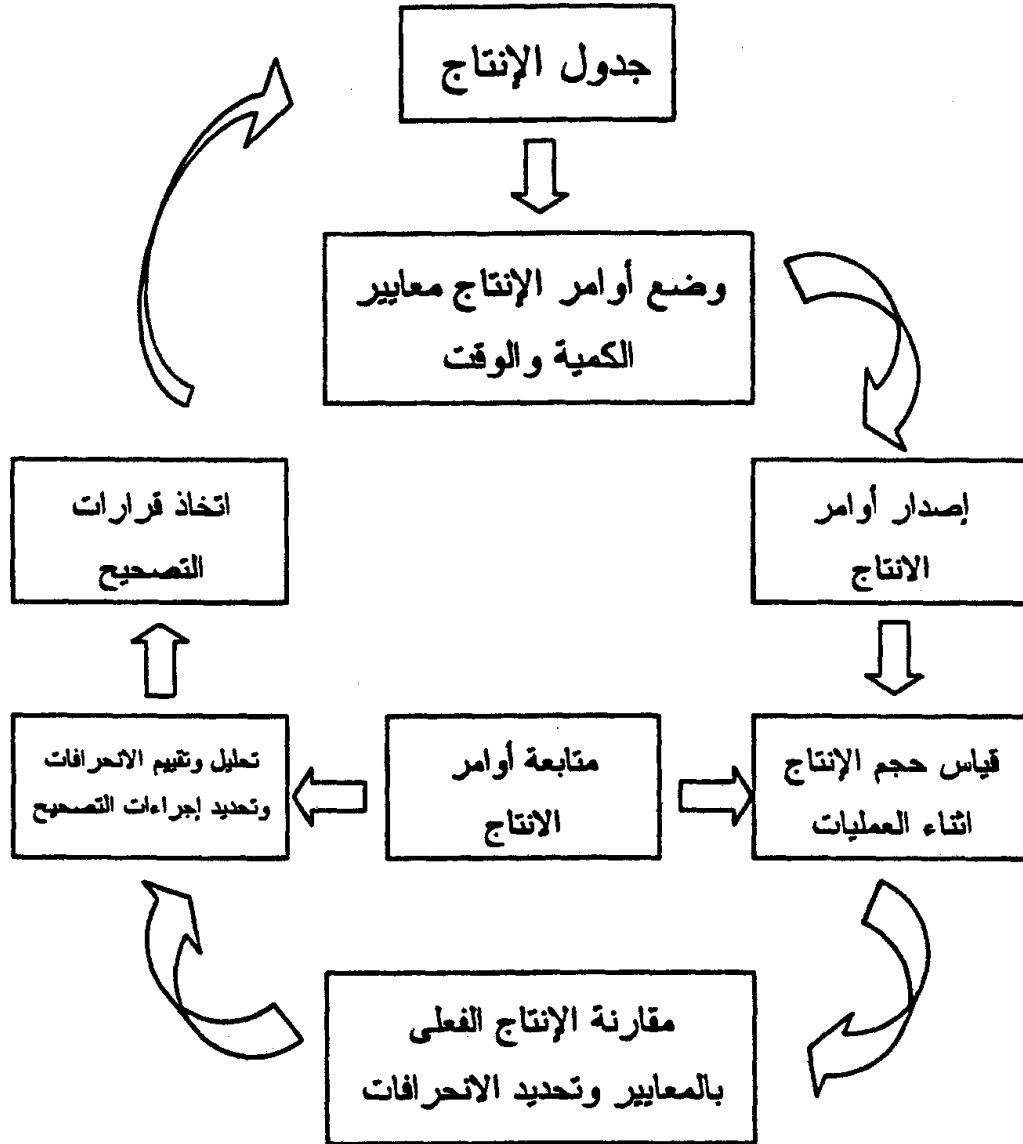 جدول الإنتاج
وضع أوامر الإنتاج معايير
الكمية والوقت
إصدار أوامر
الانتاج
اتخاذ قرارات
التصحيح
قياس حجم الإنتاج
اثناء العمليات
متابعة أوامر
الانتاج
تحليل وتقييم الانحرافات
وتحديد إجراءات التصحيح
مقارنة الإنتاج الفعلى
بالمعايير وتحديد الانحرافات